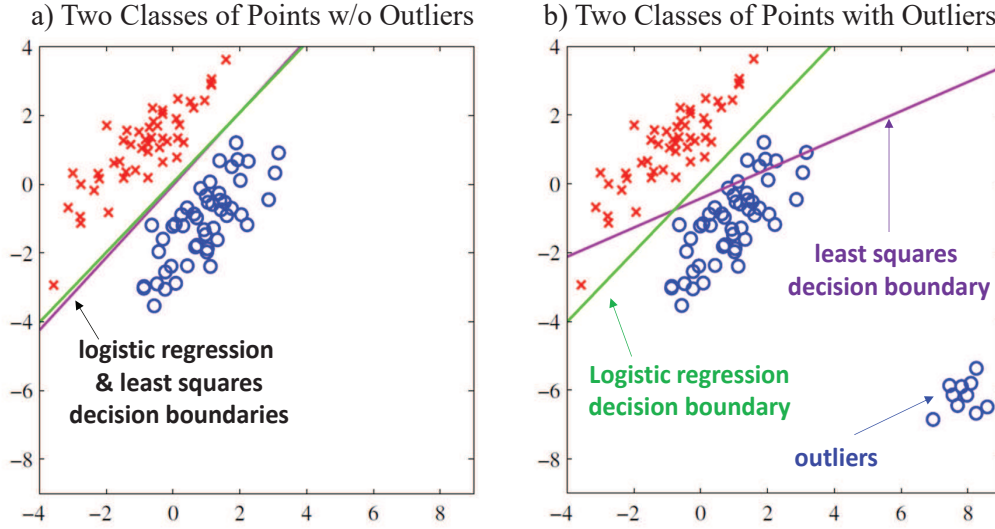 a) Two Classes of Points w/o Outliers
4
2
0
−2
−4
−6
−8
−4
−2
0
2
4
6
8
logistic regression
& least squares
decision boundaries
b) Two Classes of Points with Outliers
4
2
0
−2
−4
−6
−8
−4
−2
0
2
4
6
8
least squares
decision boundary
Logistic regression
decision boundary
outliers